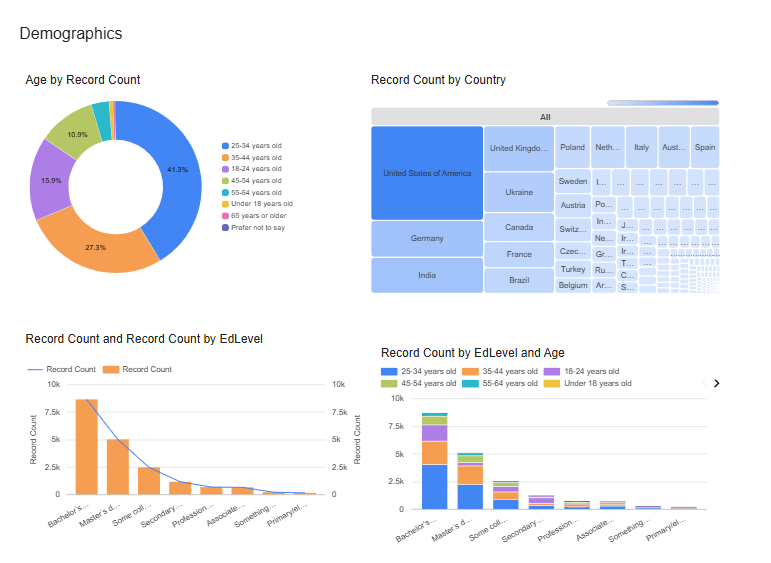 Demographics
Age by Record Count
Record Count by Country
41.3%
27.3%
15.9%
10.9%
25-34 years old
35-44 years old
18-24 years old
45-54 years old
55-64 years old
Under 18 years old
65 years or older
Prefer not to say
All
United States of America
Germany
India
United Kingdo...
Ukraine
Canada
France
Brazil
Poland
Neth...
Italy
Aust...
Spain
Sweden
Austria
Switz...
Czec...
Turkey
Belgium
I...
Po...
In...
Ne...
Gr...
Ru...
Ar...
J...
Ir...
Ir...
T...
C...
S...
Record Count and Record Count by EdLevel
Record Count Record Count
10k
7.5k
5k
2.5k
0
Record Count
10k
7.5k
5k
2.5k
0
Record Count
Bachelor's...
Master's d...
Some coll...
Secondary...
Profession...
Associate...
Something...
Primary/el...
Record Count by EdLevel and Age
25-34 years old 35-44 years old 18-24 years old
45-54 years old 55-64 years old Under 18 years old
10k
7.5k
5k
2.5k
0
Bachelor's...
Master's d...
Some coll...
Secondary...
Profession...
Associate...
Something...
Primary/el...